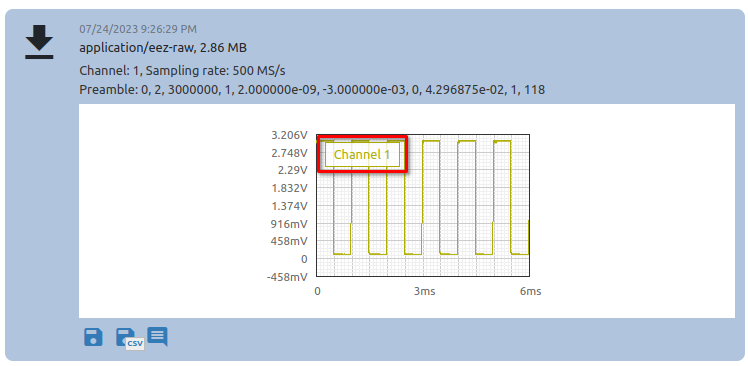 07/24/2023 9:26:29 PM
application/eez-raw, 2.86 MB
Channel: 1, Sampling rate: 500 MS/s
Preamble: 0, 2, 3000000, 1, 2.000000e-09, -3.000000e-03, 0, 4.296875e-02, 1, 118
3.206V
Channel 1
2.748V
2.29V
1.832V
1.374V
916mV
458mV
0
-458mV
0 3ms 6ms
CSV